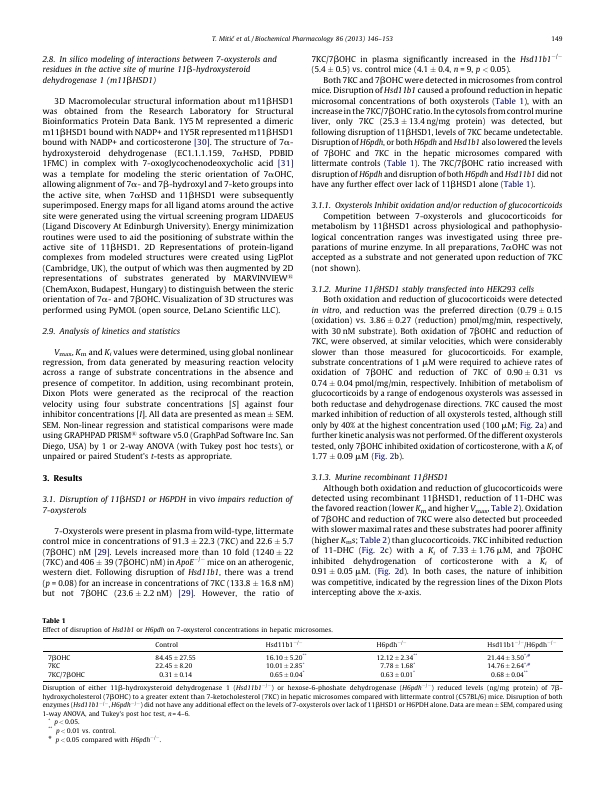 T. Mitić et al. / Biochemical Pharmacology 86 (2013) 146–153
149
2.8. In silico modeling of interactions between 7-oxysterols and
residues in the active site of murine 11β-hydroxysteroid
dehydrogenase 1 (m11βHSD1)
3D Macromolecular structural information about m11βHSD1
was obtained from the Research Laboratory for Structural
Bioinformatics Protein Data Bank. 1Y5 M represented a dimeric
m11βHSD1 bound with NADP+ and 1Y5R represented m11βHSD1
bound with NADP+ and corticosterone [30]. The structure of 7α-
hydroxysteroid dehydrogenase (EC1.1.1.159, 7αHSD, PDBID
1FMC) in complex with 7-oxoglycochenodeoxycholic acid [31]
was a template for modeling the steric orientation of 7αOHC,
allowing alignment of 7α- and 7β-hydroxyl and 7-keto groups into
the active site, when 7αHSD and 11βHSD1 were subsequently
superimposed. Energy maps for all ligand atoms around the active
site were generated using the virtual screening program LIDAEUS
(Ligand Discovery At Edinburgh University). Energy minimization
routines were used to aid the positioning of substrate within the
active site of 11βHSD1. 2D Representations of protein-ligand
complexes from modeled structures were created using LigPlot
(Cambridge, UK), the output of which was then augmented by 2D
representations of substrates generated by MARVINVIEW®
(ChemAxon, Budapest, Hungary) to distinguish between the steric
orientation of 7α- and 7βOHC. Visualization of 3D structures was
performed using PyMOL (open source, DeLano Scientific LLC).
2.9. Analysis of kinetics and statistics
Vmax, Km and Ki values were determined, using global nonlinear
regression, from data generated by measuring reaction velocity
across a range of substrate concentrations in the absence and
presence of competitor. In addition, using recombinant protein,
Dixon Plots were generated as the reciprocal of the reaction
velocity using four substrate concentrations [S] against four
inhibitor concentrations [I]. All data are presented as mean ± SEM.
SEM. Non-linear regression and statistical comparisons were made
using GRAPHPAD PRISM® software v5.0 (GraphPad Software Inc. San
Diego, USA) by 1 or 2-way ANOVA (with Tukey post hoc tests), or
unpaired or paired Student's t-tests as appropriate.
3. Results
3.1. Disruption of 11βHSD1 or H6PDH in vivo impairs reduction of
7-oxysterols
7-Oxysterols were present in plasma from wild-type, littermate
control mice in concentrations of 91.3 ± 22.3 (7KC) and 22.6 ± 5.7
(7βOHC) nM [29]. Levels increased more than 10 fold (1240 ± 22
(7KC) and 406 ± 39 (7βOHC) nM in ApoE−/− mice on an atherogenic,
western diet. Following disruption of Hsd11b1, there was a trend
(p = 0.08) for an increase in concentrations of 7KC (133.8 ± 16.8 nM)
but not 7βOHC (23.6 ± 2.2 nM) [29]. However, the ratio of
7KC/7βOHC in plasma significantly increased in the Hsd11b1−/−
(5.4 ± 0.5) vs. control mice (4.1 ± 0.4, n = 9, p < 0.05).
Both 7KC and 7βOHC were detected in microsomes from control
mice. Disruption of Hsd11b1 caused a profound reduction in hepatic
microsomal concentrations of both oxysterols (Table 1), with an
increase in the 7KC/7βOHC ratio. In the cytosols from control murine
liver, only 7KC (25.3 ± 13.4 ng/mg protein) was detected, but
following disruption of 11βHSD1, levels of 7KC became undetectable.
Disruption of H6pdh, or both H6pdh and Hsd11b1 also lowered the levels
of 7βOHC and 7KC in the hepatic microsomes compared with
littermate controls (Table 1). The 7KC/7βOHC ratio increased with
disruption of H6pdh and disruption of both H6pdh and Hsd11b1 did not
have any further effect over lack of 11βHSD1 alone (Table 1).
3.1.1. Oxysterols Inhibit oxidation and/or reduction of glucocorticoids
Competition between 7-oxysterols and glucocorticoids for
metabolism by 11βHSD1 across physiological and pathophysio-
logical concentration ranges was investigated using three pre-
parations of murine enzyme. In all preparations, 7αOHC was not
accepted as a substrate and not generated upon reduction of 7KC
(not shown).
3.1.2. Murine 11βHSD1 stably transfected into HEK293 cells
Both oxidation and reduction of glucocorticoids were detected
in vitro, and reduction was the preferred direction (0.79 ± 0.15
(oxidation) vs. 3.86 ± 0.27 (reduction) pmol/mg/min, respectively,
with 30 nM substrate). Both oxidation of 7βOHC and reduction of
7KC, were observed, at similar velocities, which were considerably
slower than those measured for glucocorticoids. For example,
substrate concentrations of 1 μM were required to achieve rates of
oxidation of 7βOHC and reduction of 7KC of 0.90 ± 0.31 vs
0.74 ± 0.04 pmol/mg/min, respectively. Inhibition of metabolism of
glucocorticoids by a range of endogenous oxysterols was assessed in
both reductase and dehydrogenase directions. 7KC caused the most
marked inhibition of reduction of all oxysterols tested, although still
only by 40% at the highest concentration used (100 μM; Fig. 2a) and
further kinetic analysis was not performed. Of the different oxysterols
tested, only 7βOHC inhibited oxidation of corticosterone, with a Ki of
1.77 ± 0.09 μM (Fig. 2b).
3.1.3. Murine recombinant 11βHSD1
Although both oxidation and reduction of glucocorticoids were
detected using recombinant 11βHSD1, reduction of 11-DHC was
the favored reaction (lower Km and higher Vmax, Table 2). Oxidation
of 7βOHC and reduction of 7KC were also detected but proceeded
with slower maximal rates and these substrates had poorer affinity
(higher Kms; Table 2) than glucocorticoids. 7KC inhibited reduction
of 11-DHC (Fig. 2c) with a Ki of 7.33 ± 1.76 μM, and 7βOHC
inhibited dehydrogenation of corticosterone with a Ki of
0.91 ± 0.05 μM, (Fig. 2d). In both cases, the nature of inhibition
was competitive, indicated by the regression lines of the Dixon Plots
intercepting above the x-axis.
Table 1
Effect of disruption of Hsd1b1 or H6pdh on 7-oxysterol concentrations in hepatic microsomes.
Control Hsd11b1−/− H6pdh−/− Hsd11b1−/−/H6pdh−/−
7βOHC 84.45 ± 27.55 16.10 ± 5.20** 12.12 ± 2.34** 21.44 ± 3.50*,#
7KC 22.45 ± 8.20 10.01 ± 2.85* 7.78 ± 1.68* 14.76 ± 2.64*,#
7KC/7βOHC 0.31 ± 0.14 0.65 ± 0.04* 0.63 ± 0.01* 0.68 ± 0.04**
Disruption of either 11β-hydroxysteroid dehydrogenase 1 (Hsd11b1−/−) or hexose-6-phoshate dehydrogenase (H6pdh−/−) reduced levels (ng/mg protein) of 7β-
hydroxycholesterol (7βOHC) to a greater extent than 7-ketocholesterol (7KC) in hepatic microsomes compared with littermate control (C57BL/6) mice. Disruption of both
enzymes (Hsd11b1−/−, H6pdh−/−) did not have any additional effect on the levels of 7-oxysterols over lack of 11βHSD1 or H6PDH alone. Data are mean ± SEM, compared using
1-way ANOVA, and Tukey's post hoc test, n = 4–6.
* p < 0.05.
** p < 0.01 vs. control.
# p < 0.05 compared with H6pdh−/−.